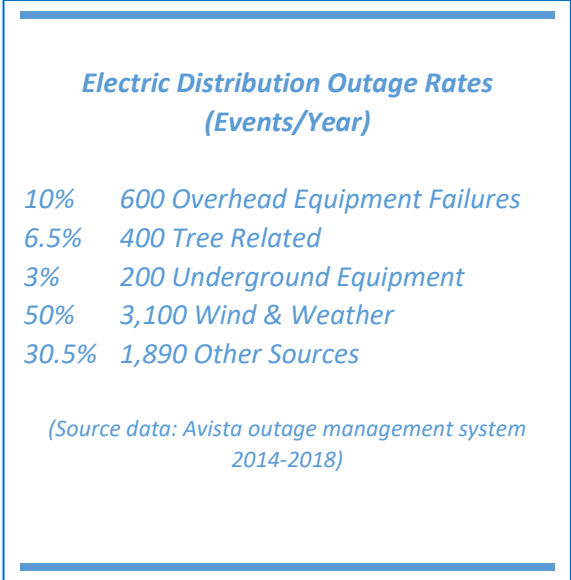 Electric Distribution Outage Rates
(Events/Year)
10% 600 Overhead Equipment Failures
6.5% 400 Tree Related
3% 200 Underground Equipment
50% 3,100 Wind & Weather
30.5% 1,890 Other Sources
(Source data: Avista outage management system
2014-2018)